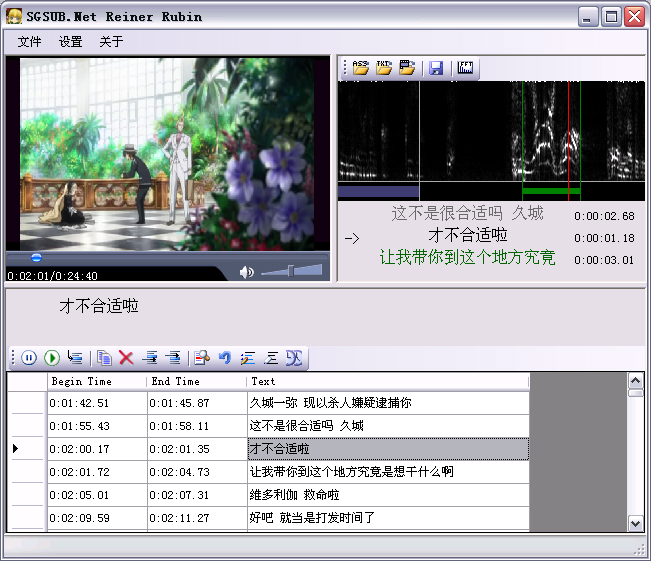 SGSUB.Net Reiner Rubin
文件 设置 关于
ASS TXT
FFT
这不是很合适吗 久城 0:00:02.68
--> 才不合适啦 0:00:01.18
让我带你到这个地方究竟 0:00:03.01
0:02:01/0:24:40
才不合适啦
Begin Time End Time Text
0:01:42.51 0:01:45.87 久城一弥 现以杀人嫌疑逮捕你
0:01:55.43 0:01:58.11 这不是很合适吗 久城
0:02:00.17 0:02:01.35 才不合适啦
0:02:01.72 0:02:04.73 让我带你到这个地方究竟是想干什么啊
0:02:05.01 0:02:07.31 维多利伽 救命啦
0:02:09.59 0:02:11.27 好吧 就当是打发时间了